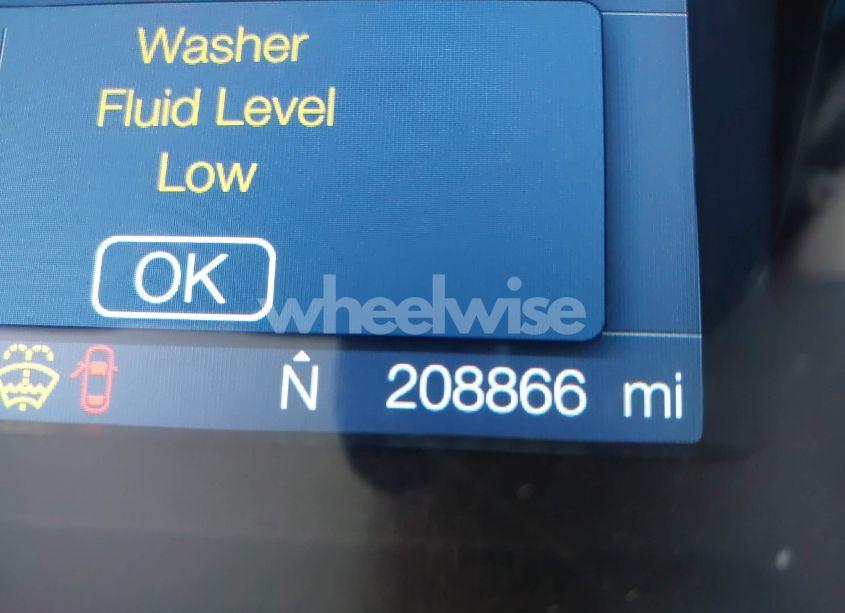 Washer
Fluid Level
Low
OK
wheelwise
N 208866 mi